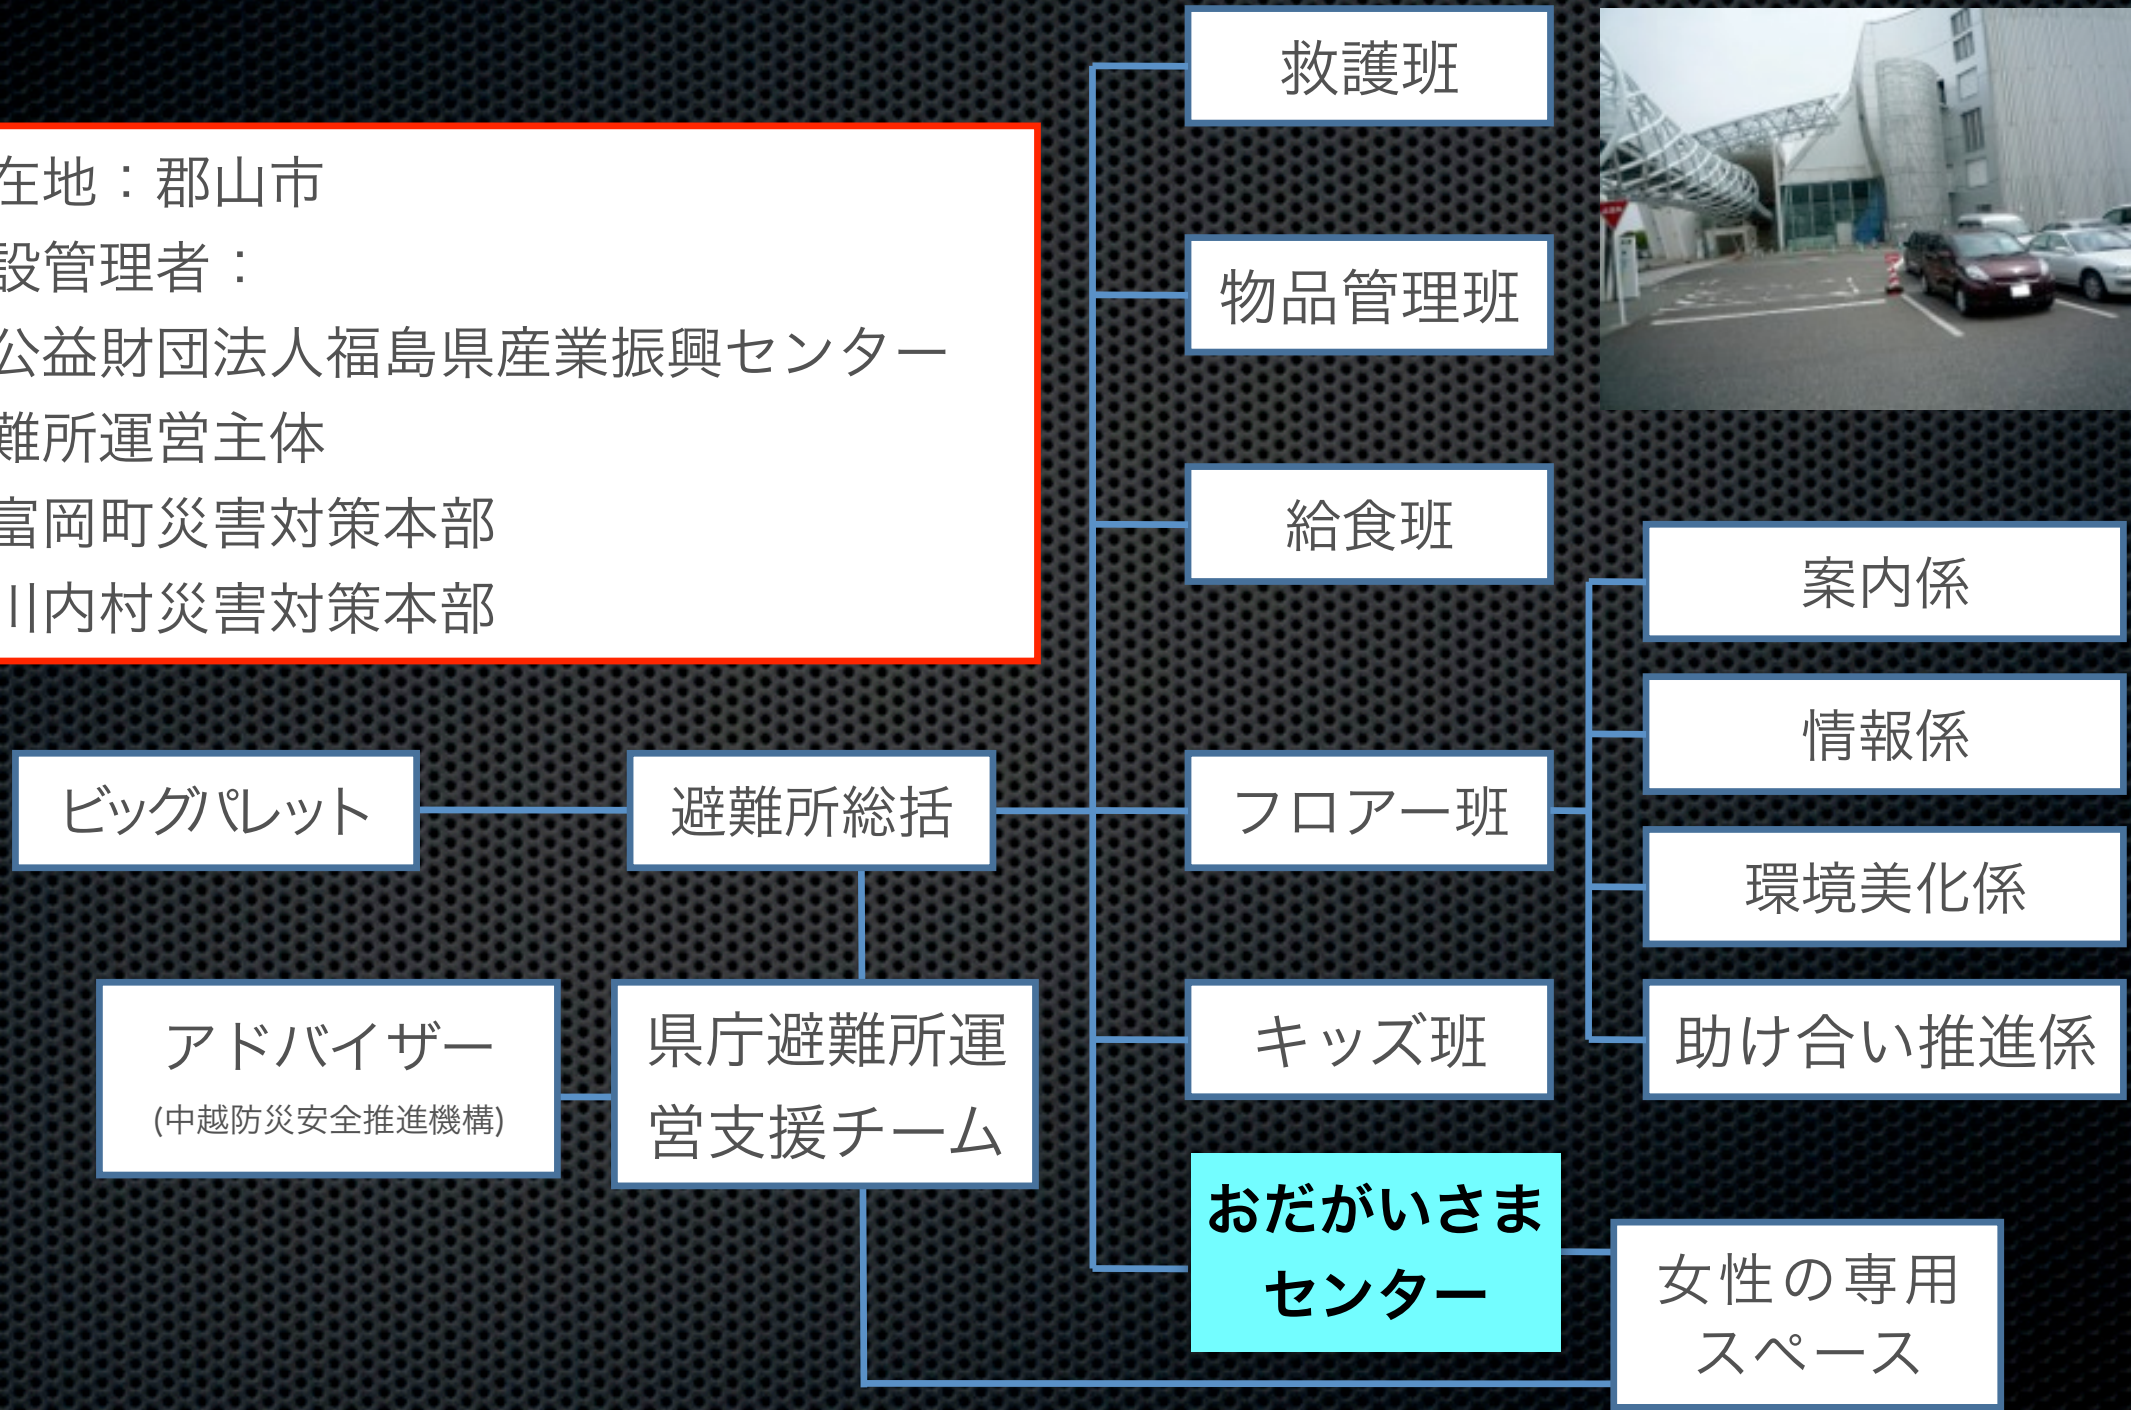 在地：郡山市
設管理者：
公益財団法人福島県産業振興センター
難所運営主体
富岡町災害対策本部
川内村災害対策本部
救護班
物品管理班
給食班
ビッグパレット
避難所総括
フロアー班
案内係
情報係
環境美化係
助け合い推進係
アドバイザー
(中越防災安全推進機構)
県庁避難所運
営支援チーム
キッズ班
おだがいさま
センター
女性の専用
スペース